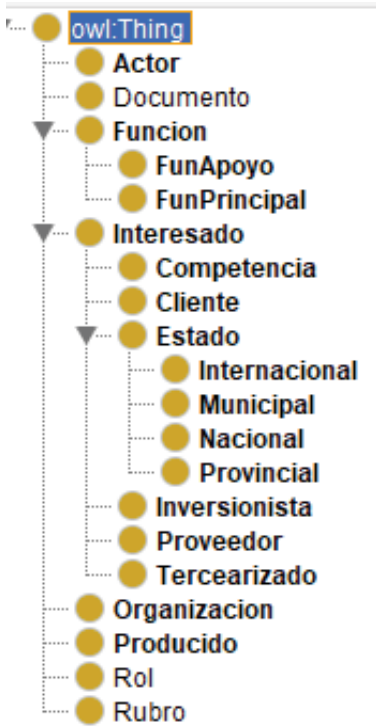 owl:Thing
Actor
Documento
Funcion
FunApoyo
FunPrincipal
Interesado
Competencia
Cliente
Estado
Internacional
Municipal
Nacional
Provincial
Inversionista
Proveedor
Tercearizado
Organizacion
Producido
Rol
Rubro